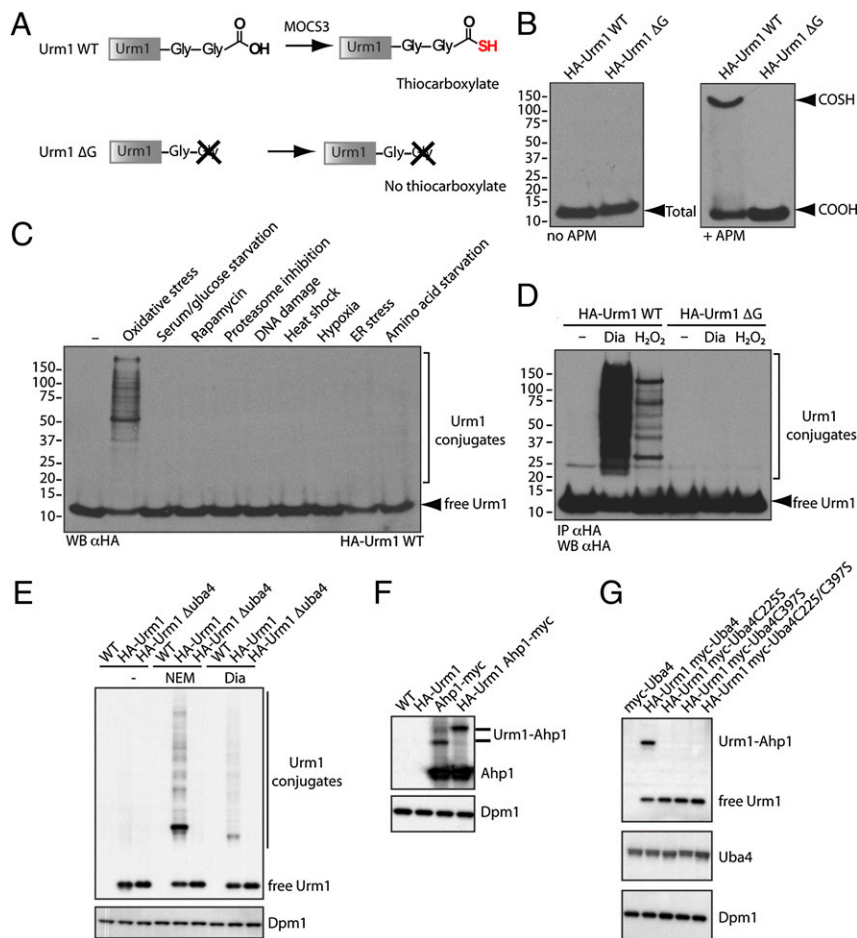 A
Urm1 WT
Urm1
Gly
Gly
O
OH
MOCS3
Urm1
Gly
Gly
O
SH
Thiocarboxylate
Urm1 ΔG
Urm1
Gly
Gly
Urm1
Gly
Gly
No thiocarboxylate
B
HA-Urm1 WT
HA-Urm1 ΔG
HA-Urm1 WT
HA-Urm1 ΔG
150
100
75
50
37
25
20
15
10
Total
no APM
150
100
75
50
37
25
20
15
10
COSH
COOH
+ APM
C
–
Oxidative stress
Serum/glucose starvation
Rapamycin
Proteasome inhibition
DNA damage
Heat shock
Hypoxia
ER stress
Amino acid starvation
150
100
75
50
37
25
20
15
10
Urm1
conjugates
free Urm1
WB αHA
HA-Urm1 WT
D
HA-Urm1 WT
HA-Urm1 ΔG
– Dia H₂O₂ – Dia H₂O₂
150
100
75
50
37
25
20
15
10
Urm1
conjugates
free Urm1
IP αHA
WB αHA
E
WT
HA-Urm1
HA-Urm1 Δuba4
WT
HA-Urm1
HA-Urm1 Δuba4
WT
HA-Urm1
HA-Urm1 Δuba4
- NEM Dia
Urm1
conjugates
free Urm1
Dpm1
F
WT
HA-Urm1
Ahp1-myc
HA-Urm1 Ahp1-myc
Urm1-Ahp1
Ahp1
Dpm1
G
myc-Uba4
HA-Urm1 myc-Uba4
HA-Urm1 myc-Uba4C225S
HA-Urm1 myc-Uba4C397S
HA-Urm1 myc-Uba4C225/C397S
Urm1-Ahp1
free Urm1
Uba4
Dpm1